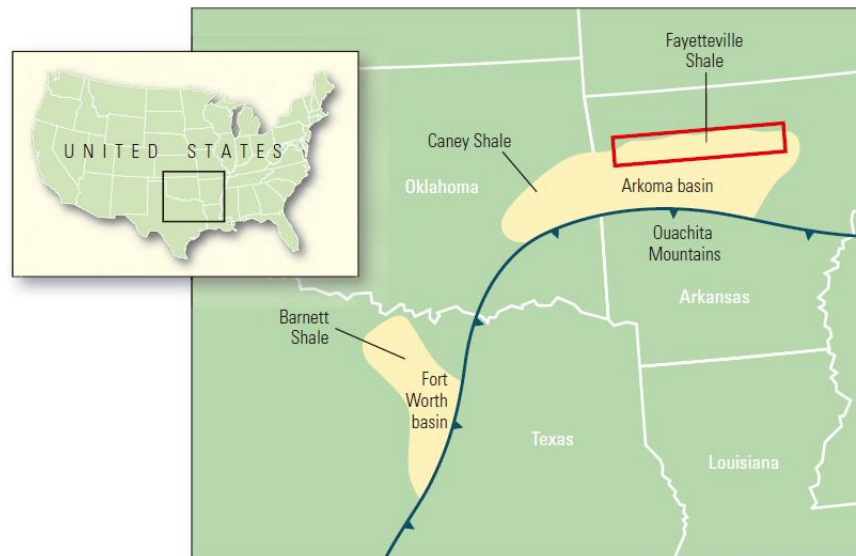 UNITED STATES
Fayetteville
Shale
Caney Shale
Oklahoma
Arkoma basin
Ouachita
Mountains
Arkansas
Barnett
Shale
Fort
Worth
basin
Texas
Louisiana